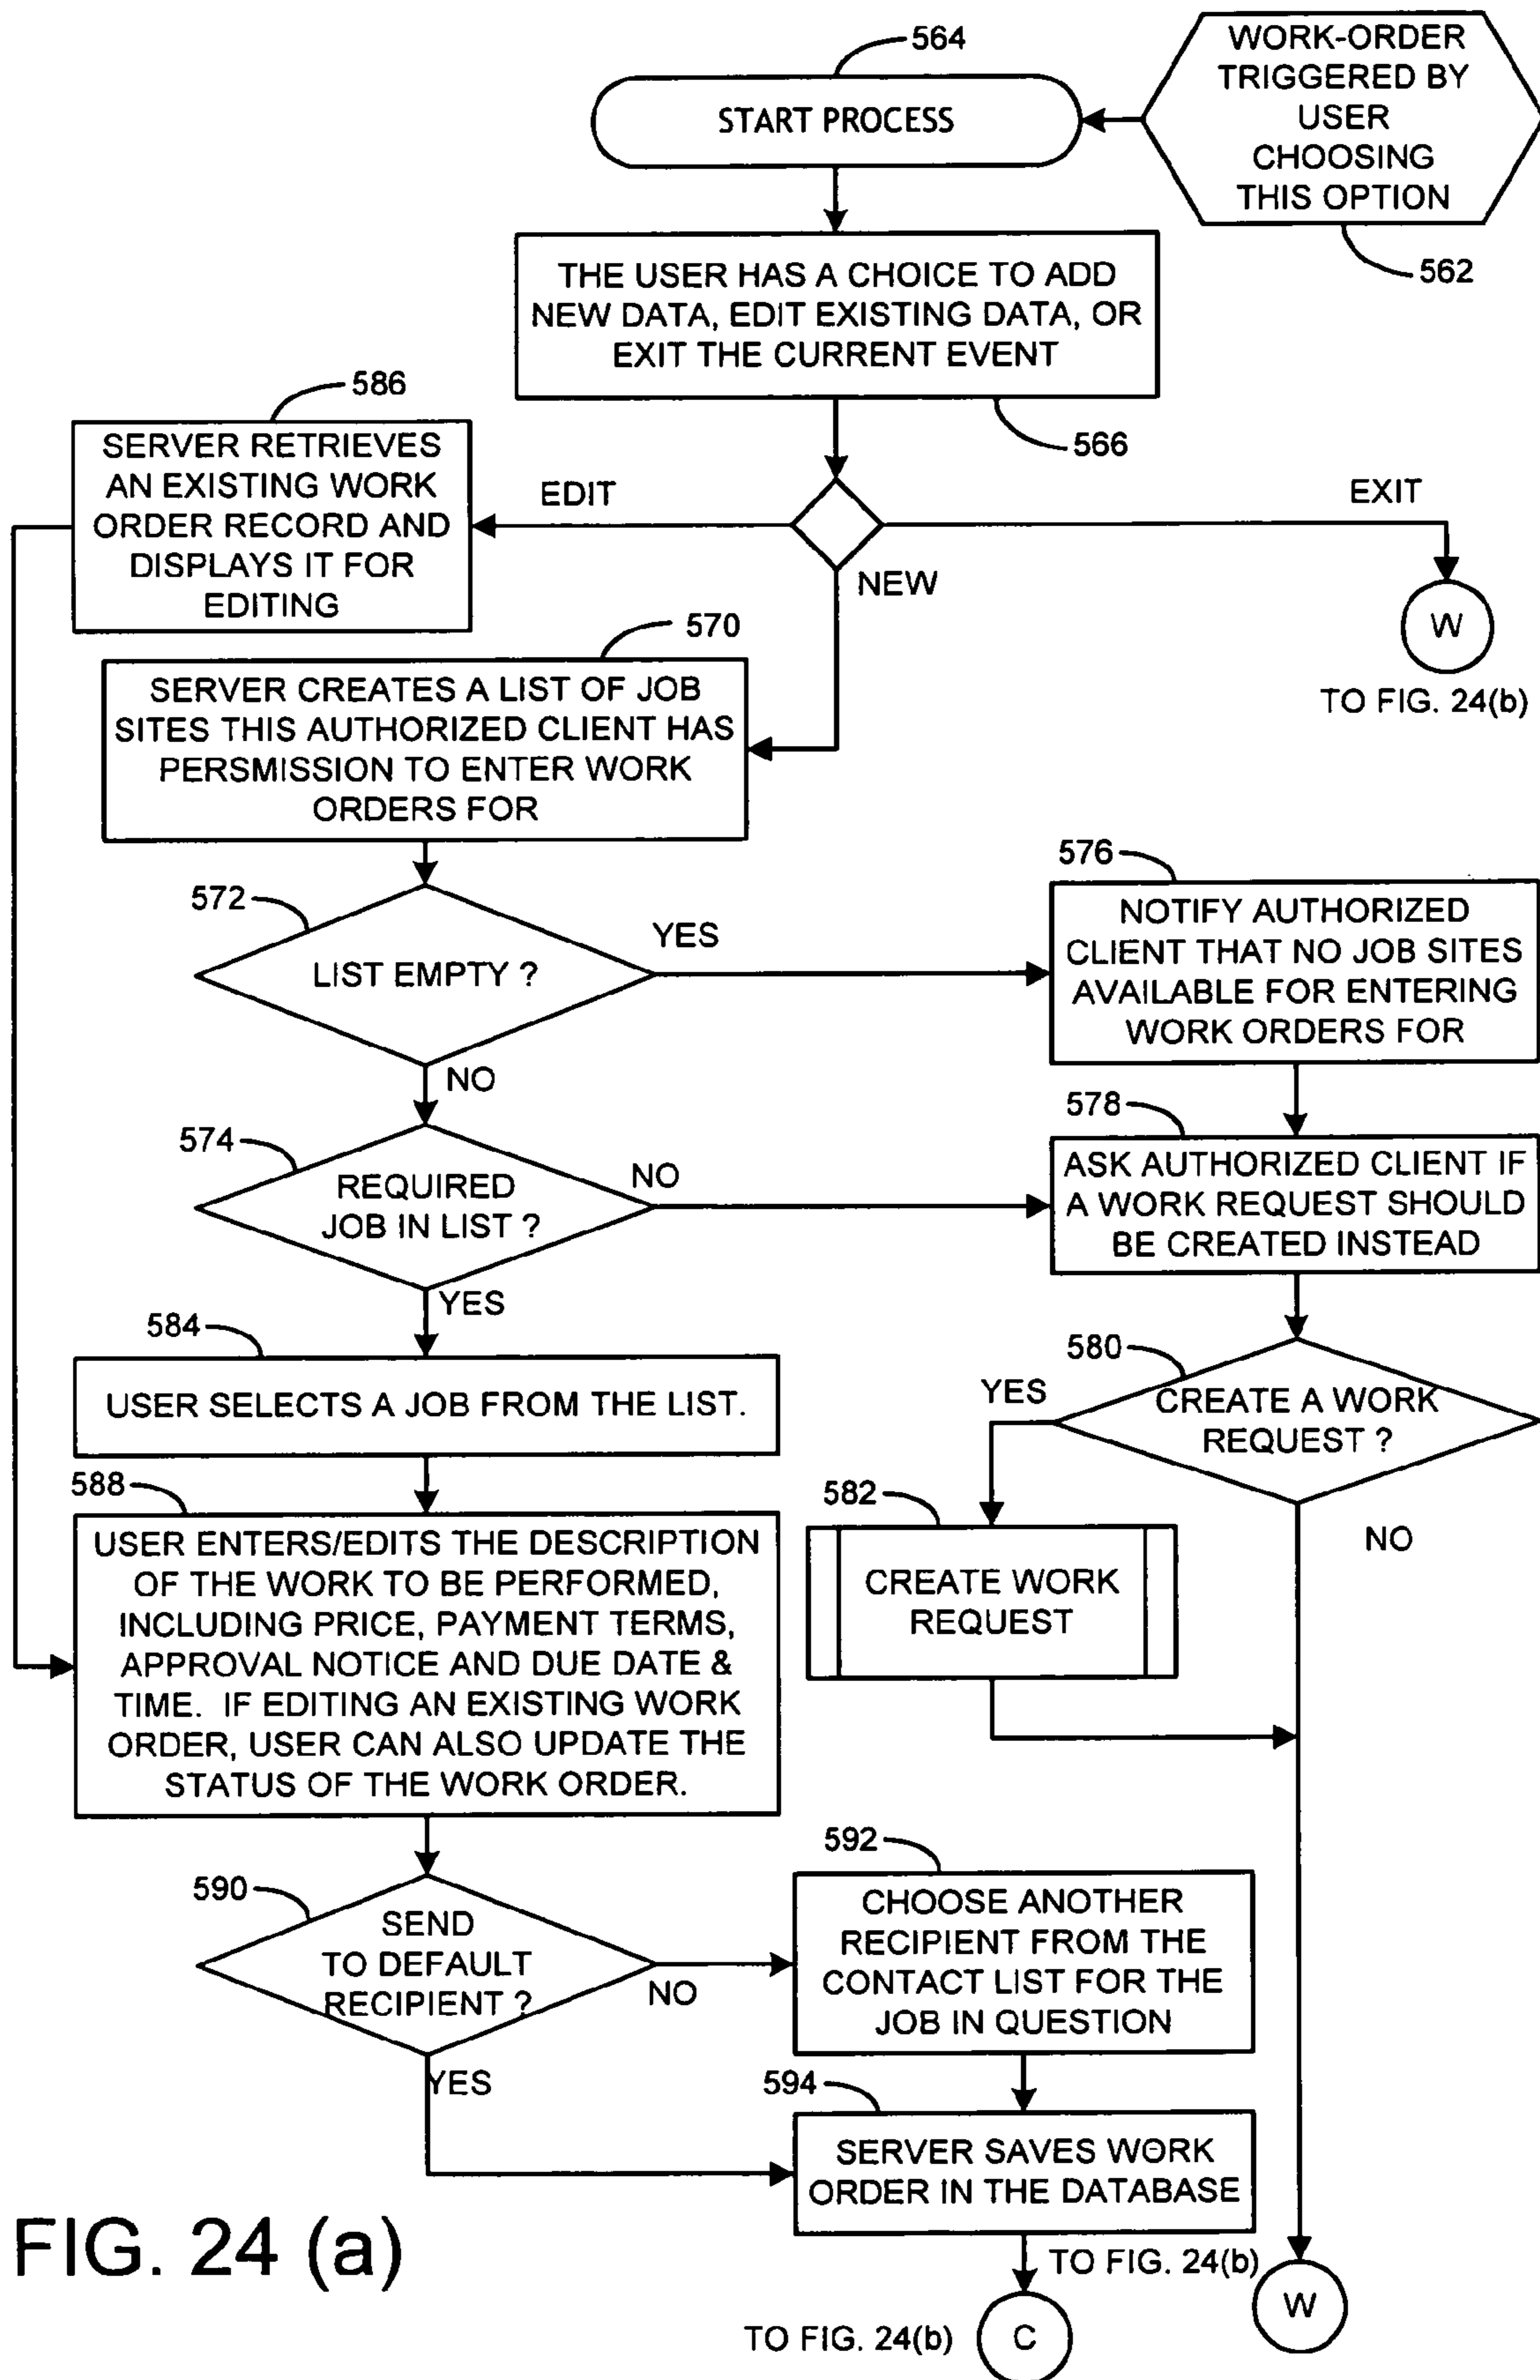 564
WORK-ORDER
TRIGGERED BY
USER
CHOOSING
THIS OPTION
START PROCESS
562
THE USER HAS A CHOICE TO ADD
NEW DATA, EDIT EXISTING DATA, OR
EXIT THE CURRENT EVENT
566
586
SERVER RETRIEVES
AN EXISTING WORK
ORDER RECORD AND
DISPLAYS IT FOR
EDITING
EDIT
EXIT
NEW
W
TO FIG. 24(b)
570
SERVER CREATES A LIST OF JOB
SITES THIS AUTHORIZED CLIENT HAS
PERSMISSION TO ENTER WORK
ORDERS FOR
572
LIST EMPTY ?
YES
NO
576
NOTIFY AUTHORIZED
CLIENT THAT NO JOB SITES
AVAILABLE FOR ENTERING
WORK ORDERS FOR
574
REQUIRED
JOB IN LIST ?
NO
YES
578
ASK AUTHORIZED CLIENT IF
A WORK REQUEST SHOULD
BE CREATED INSTEAD
584
USER SELECTS A JOB FROM THE LIST.
580
CREATE A WORK
REQUEST ?
YES
NO
582
CREATE WORK
REQUEST
588
USER ENTERS/EDITS THE DESCRIPTION
OF THE WORK TO BE PERFORMED,
INCLUDING PRICE, PAYMENT TERMS,
APPROVAL NOTICE AND DUE DATE &
TIME. IF EDITING AN EXISTING WORK
ORDER, USER CAN ALSO UPDATE THE
STATUS OF THE WORK ORDER.
590
SEND
TO DEFAULT
RECIPIENT ?
NO
YES
592
CHOOSE ANOTHER
RECIPIENT FROM THE
CONTACT LIST FOR THE
JOB IN QUESTION
594
SERVER SAVES WORK
ORDER IN THE DATABASE
TO FIG. 24(b)
W
TO FIG. 24(b)
C
FIG. 24 (a)